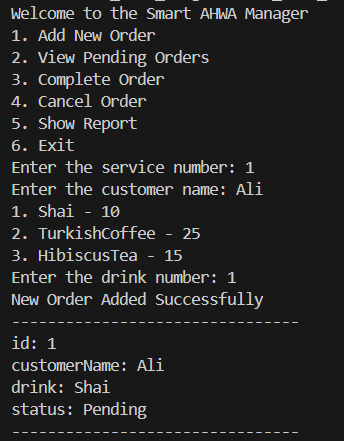 Welcome to the Smart AHWA Manager
1. Add New Order
2. View Pending Orders
3. Complete Order
4. Cancel Order
5. Show Report
6. Exit
Enter the service number: 1
Enter the customer name: Ali
1. Shai - 10
2. TurkishCoffee - 25
3. HibiscusTea - 15
Enter the drink number: 1
New Order Added Successfully
--------------------------------
id: 1
customerName: Ali
drink: Shai
status: Pending
--------------------------------